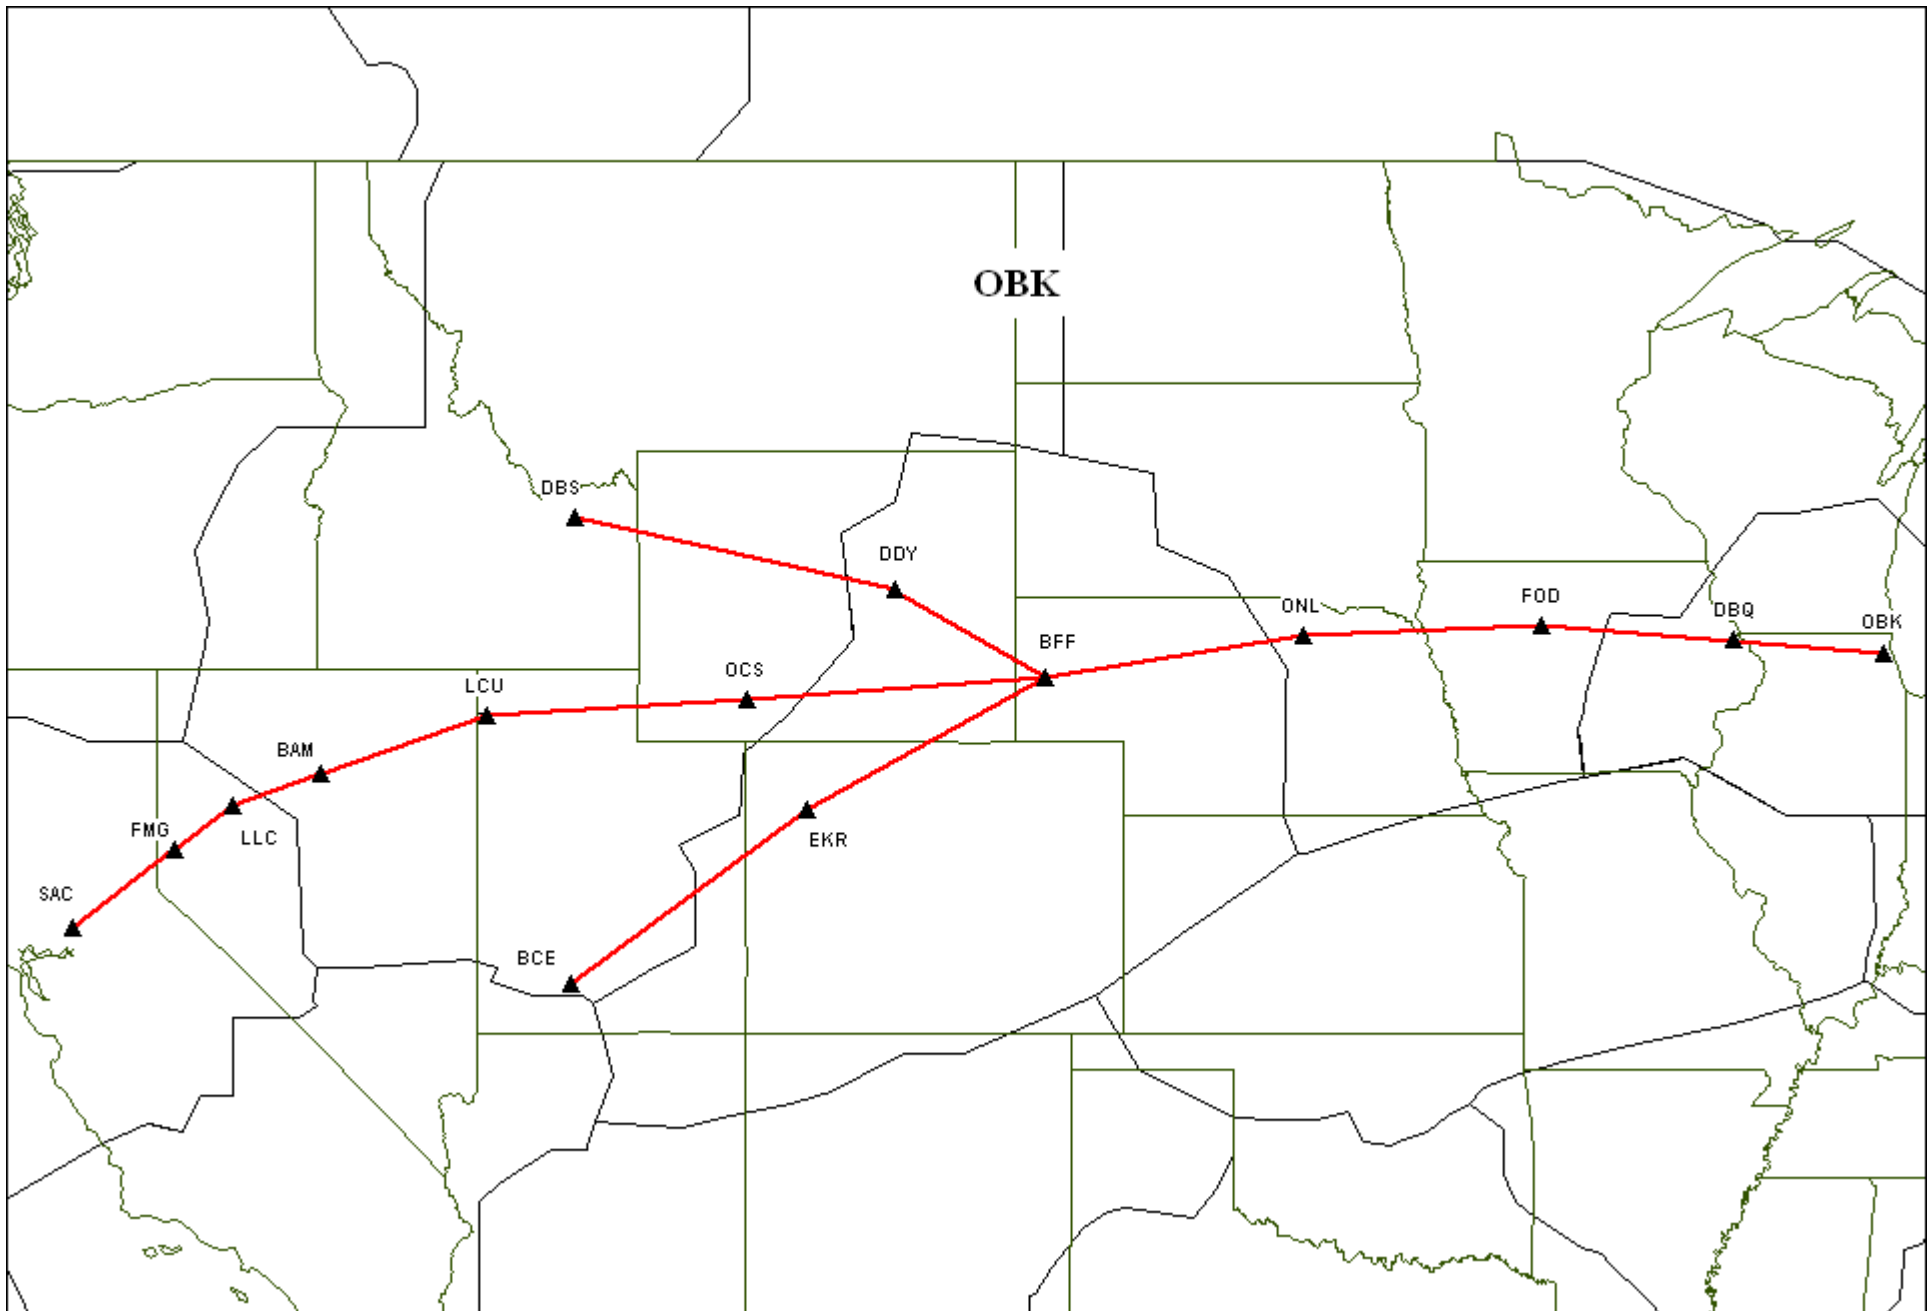 OBK
DBS
DDY
ONL
FOD
DBQ
OBK
BFF
OCS
LCU
BAM
FMG
LLC
EKR
SAC
BCE